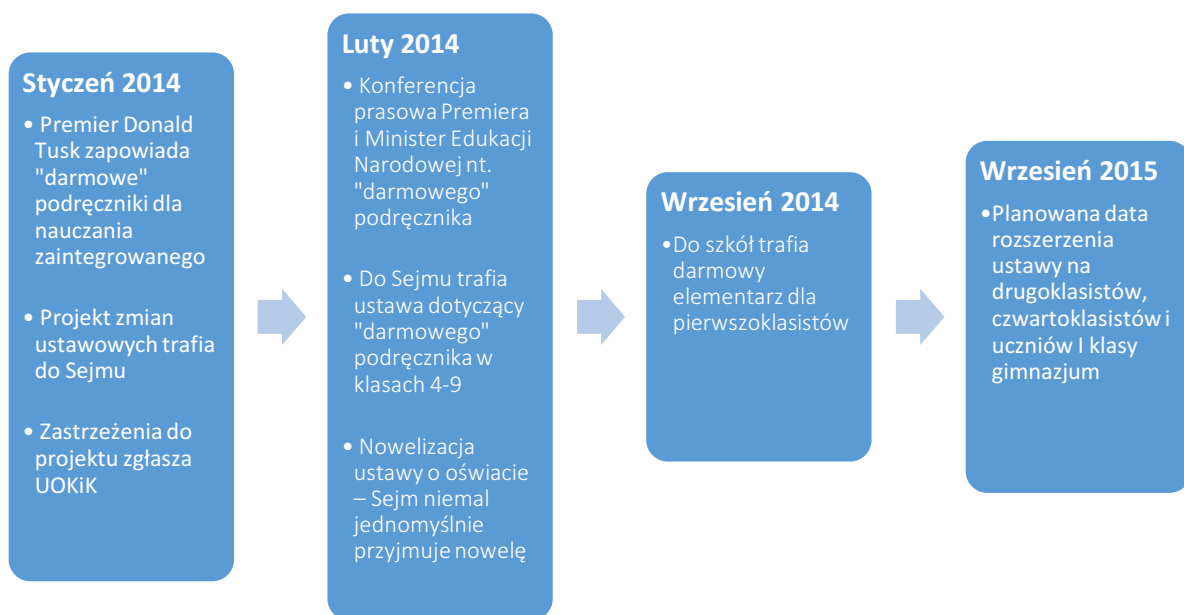 Styczeń 2014
• Premier Donald
Tusk zapowiada
"darmowe"
podręczniki dla
nauczania
zaintegrowanego
• Projekt zmian
ustawowych trafia
do Sejmu
• Zastrzeżenia do
projektu zgłasza
UOKiK
Luty 2014
• Konferencja
prasowa Premiera
i Minister Edukacji
Narodowej nt.
"darmowego"
podręcznika
• Do Sejmu trafia
ustawa dotyczący
"darmowego"
podręcznika w
klasach 4-9
• Nowelizacja
ustawy o oświacie
– Sejm niemal
jednomyślnie
przyjmuje nowelę
Wrzesień 2014
•Do szkół trafia
darmowy
elementarz dla
pierwszoklasistów
Wrzesień 2015
•Planowana data
rozszerzenia
ustawy na
drugoklasistów,
czwartoklasistów i
uczniów I klasy
gimnazjum